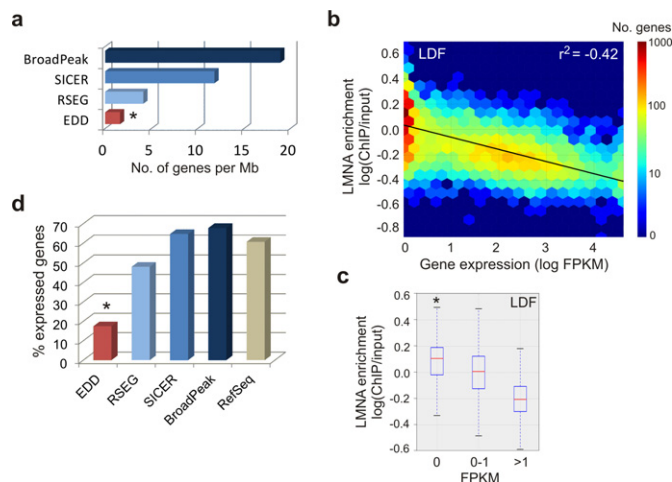 a
BroadPeak
SICER
RSEG
EDD
*
0
5
10
15
20
No. of genes per Mb
b
No. genes
LDF
r² = -0.42
LMNA enrichment
log(ChIP/input)
0.6
0.4
0.2
0.0
-0.2
-0.4
-0.6
-0.8
0
1
2
3
4
Gene expression (log FPKM)
1000
100
10
0
d
% expressed genes
70
60
50
40
30
20
10
0
*
EDD
RSEG
SICER
BroadPeak
RefSeq
c
LDF
*
LMNA enrichment
log(ChIP/input)
0.6
0.4
0.2
0.0
-0.2
-0.4
-0.6
0
0-1
>1
FPKM